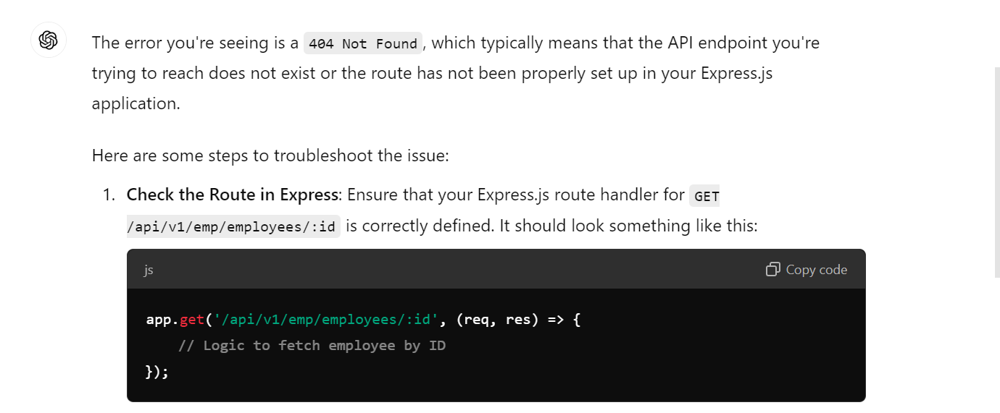 The error you're seeing is a 404 Not Found, which typically means that the API endpoint you're
trying to reach does not exist or the route has not been properly set up in your Express.js
application.
Here are some steps to troubleshoot the issue:
1. Check the Route in Express: Ensure that your Express.js route handler for GET
/api/v1/emp/employees/:id is correctly defined. It should look something like this:
js
Copy code
app.get('/api/v1/emp/employees/:id', (req, res) => {
    // Logic to fetch employee by ID
});